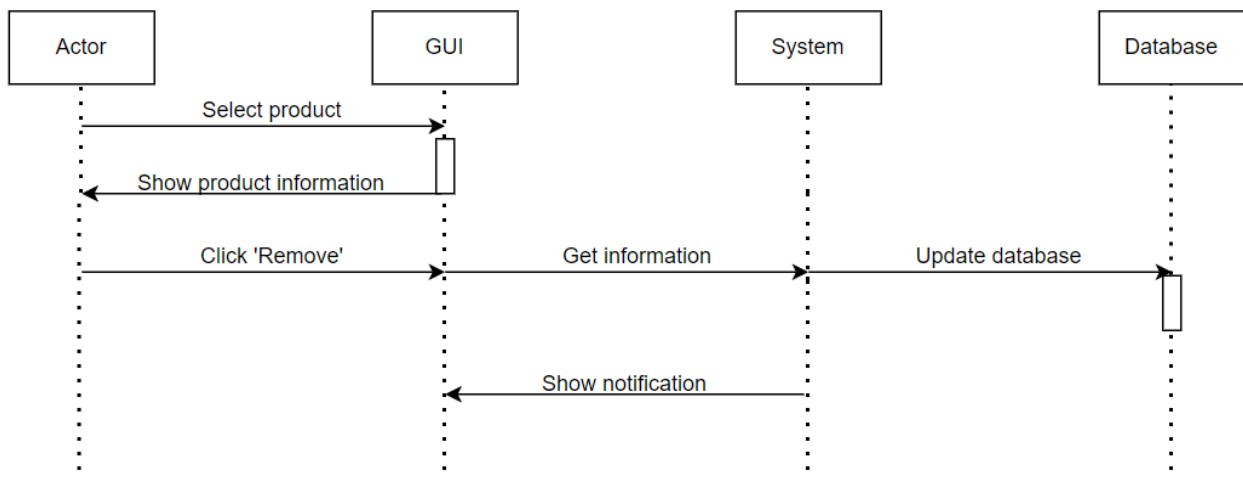 Actor
GUI
System
Database
Select product
Show product information
Click 'Remove'
Get information
Update database
Show notification